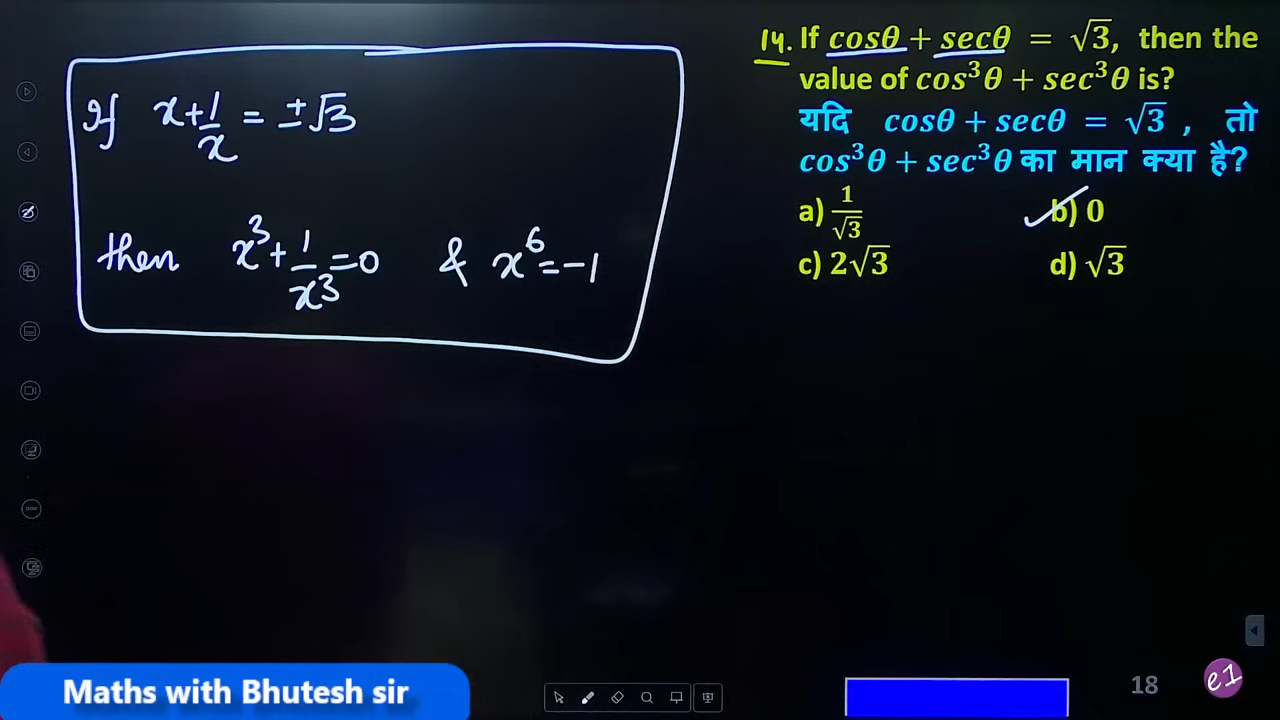 If x+1/x = ±√3
then x³+1/x³=0 & x⁶=-1
14. If cosθ + secθ = √3, then the
value of cos³θ + sec³θ is?
यदि cosθ + secθ = √3 , तो
cos³θ + sec³θ का मान क्या है?
a) 1/√3 b) 0
c) 2√3 d) √3
Maths with Bhutesh sir
18
e1